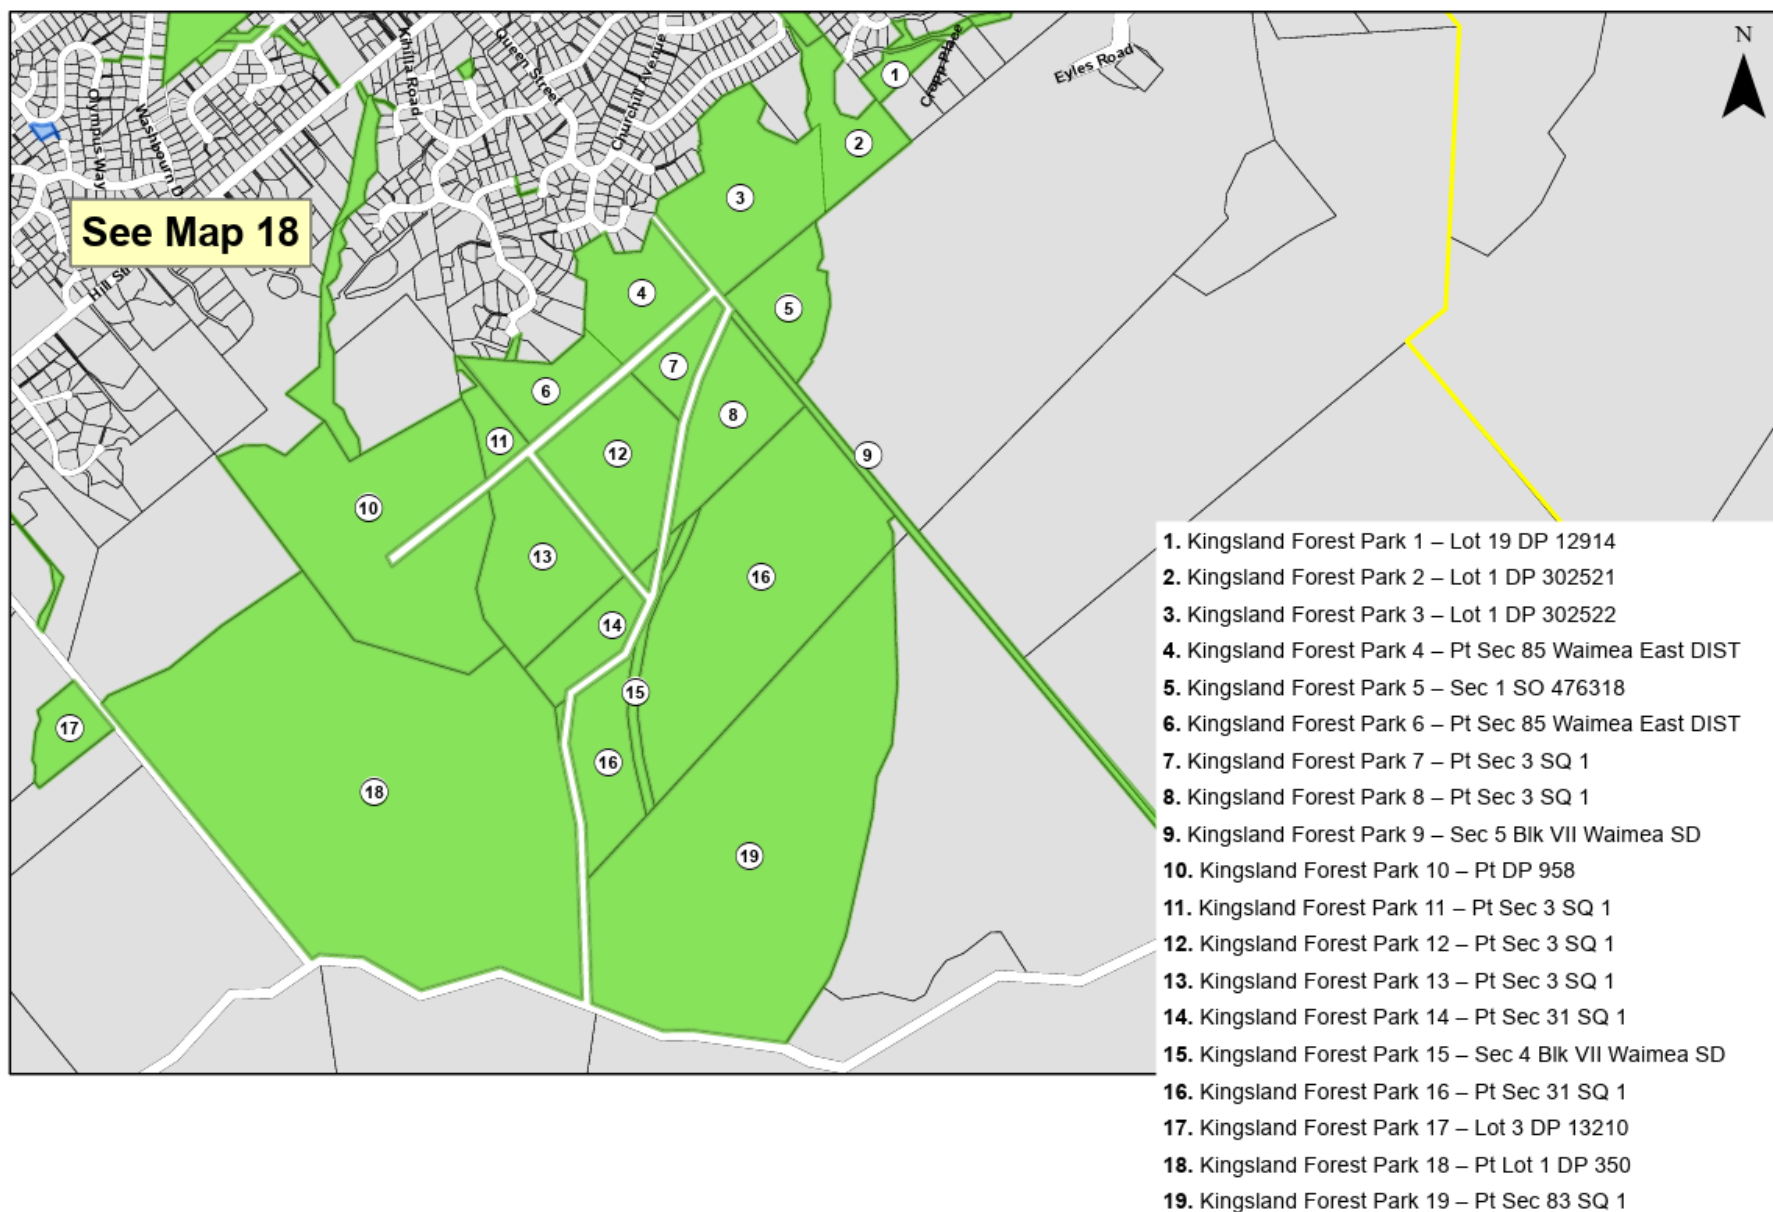 Kihilla Road
Queen Street
Churchill Avenue
Cropp Place
Eyles Road
N
Olympus Way
Washbourn D
See Map 18
Hill Str
1
2
3
4
5
6
7
8
9
10
11
12
13
14
15
16
16
17
18
19
1. Kingsland Forest Park 1 – Lot 19 DP 12914
2. Kingsland Forest Park 2 – Lot 1 DP 302521
3. Kingsland Forest Park 3 – Lot 1 DP 302522
4. Kingsland Forest Park 4 – Pt Sec 85 Waimea East DIST
5. Kingsland Forest Park 5 – Sec 1 SO 476318
6. Kingsland Forest Park 6 – Pt Sec 85 Waimea East DIST
7. Kingsland Forest Park 7 – Pt Sec 3 SQ 1
8. Kingsland Forest Park 8 – Pt Sec 3 SQ 1
9. Kingsland Forest Park 9 – Sec 5 Blk VII Waimea SD
10. Kingsland Forest Park 10 – Pt DP 958
11. Kingsland Forest Park 11 – Pt Sec 3 SQ 1
12. Kingsland Forest Park 12 – Pt Sec 3 SQ 1
13. Kingsland Forest Park 13 – Pt Sec 3 SQ 1
14. Kingsland Forest Park 14 – Pt Sec 31 SQ 1
15. Kingsland Forest Park 15 – Sec 4 Blk VII Waimea SD
16. Kingsland Forest Park 16 – Pt Sec 31 SQ 1
17. Kingsland Forest Park 17 – Lot 3 DP 13210
18. Kingsland Forest Park 18 – Pt Lot 1 DP 350
19. Kingsland Forest Park 19 – Pt Sec 83 SQ 1